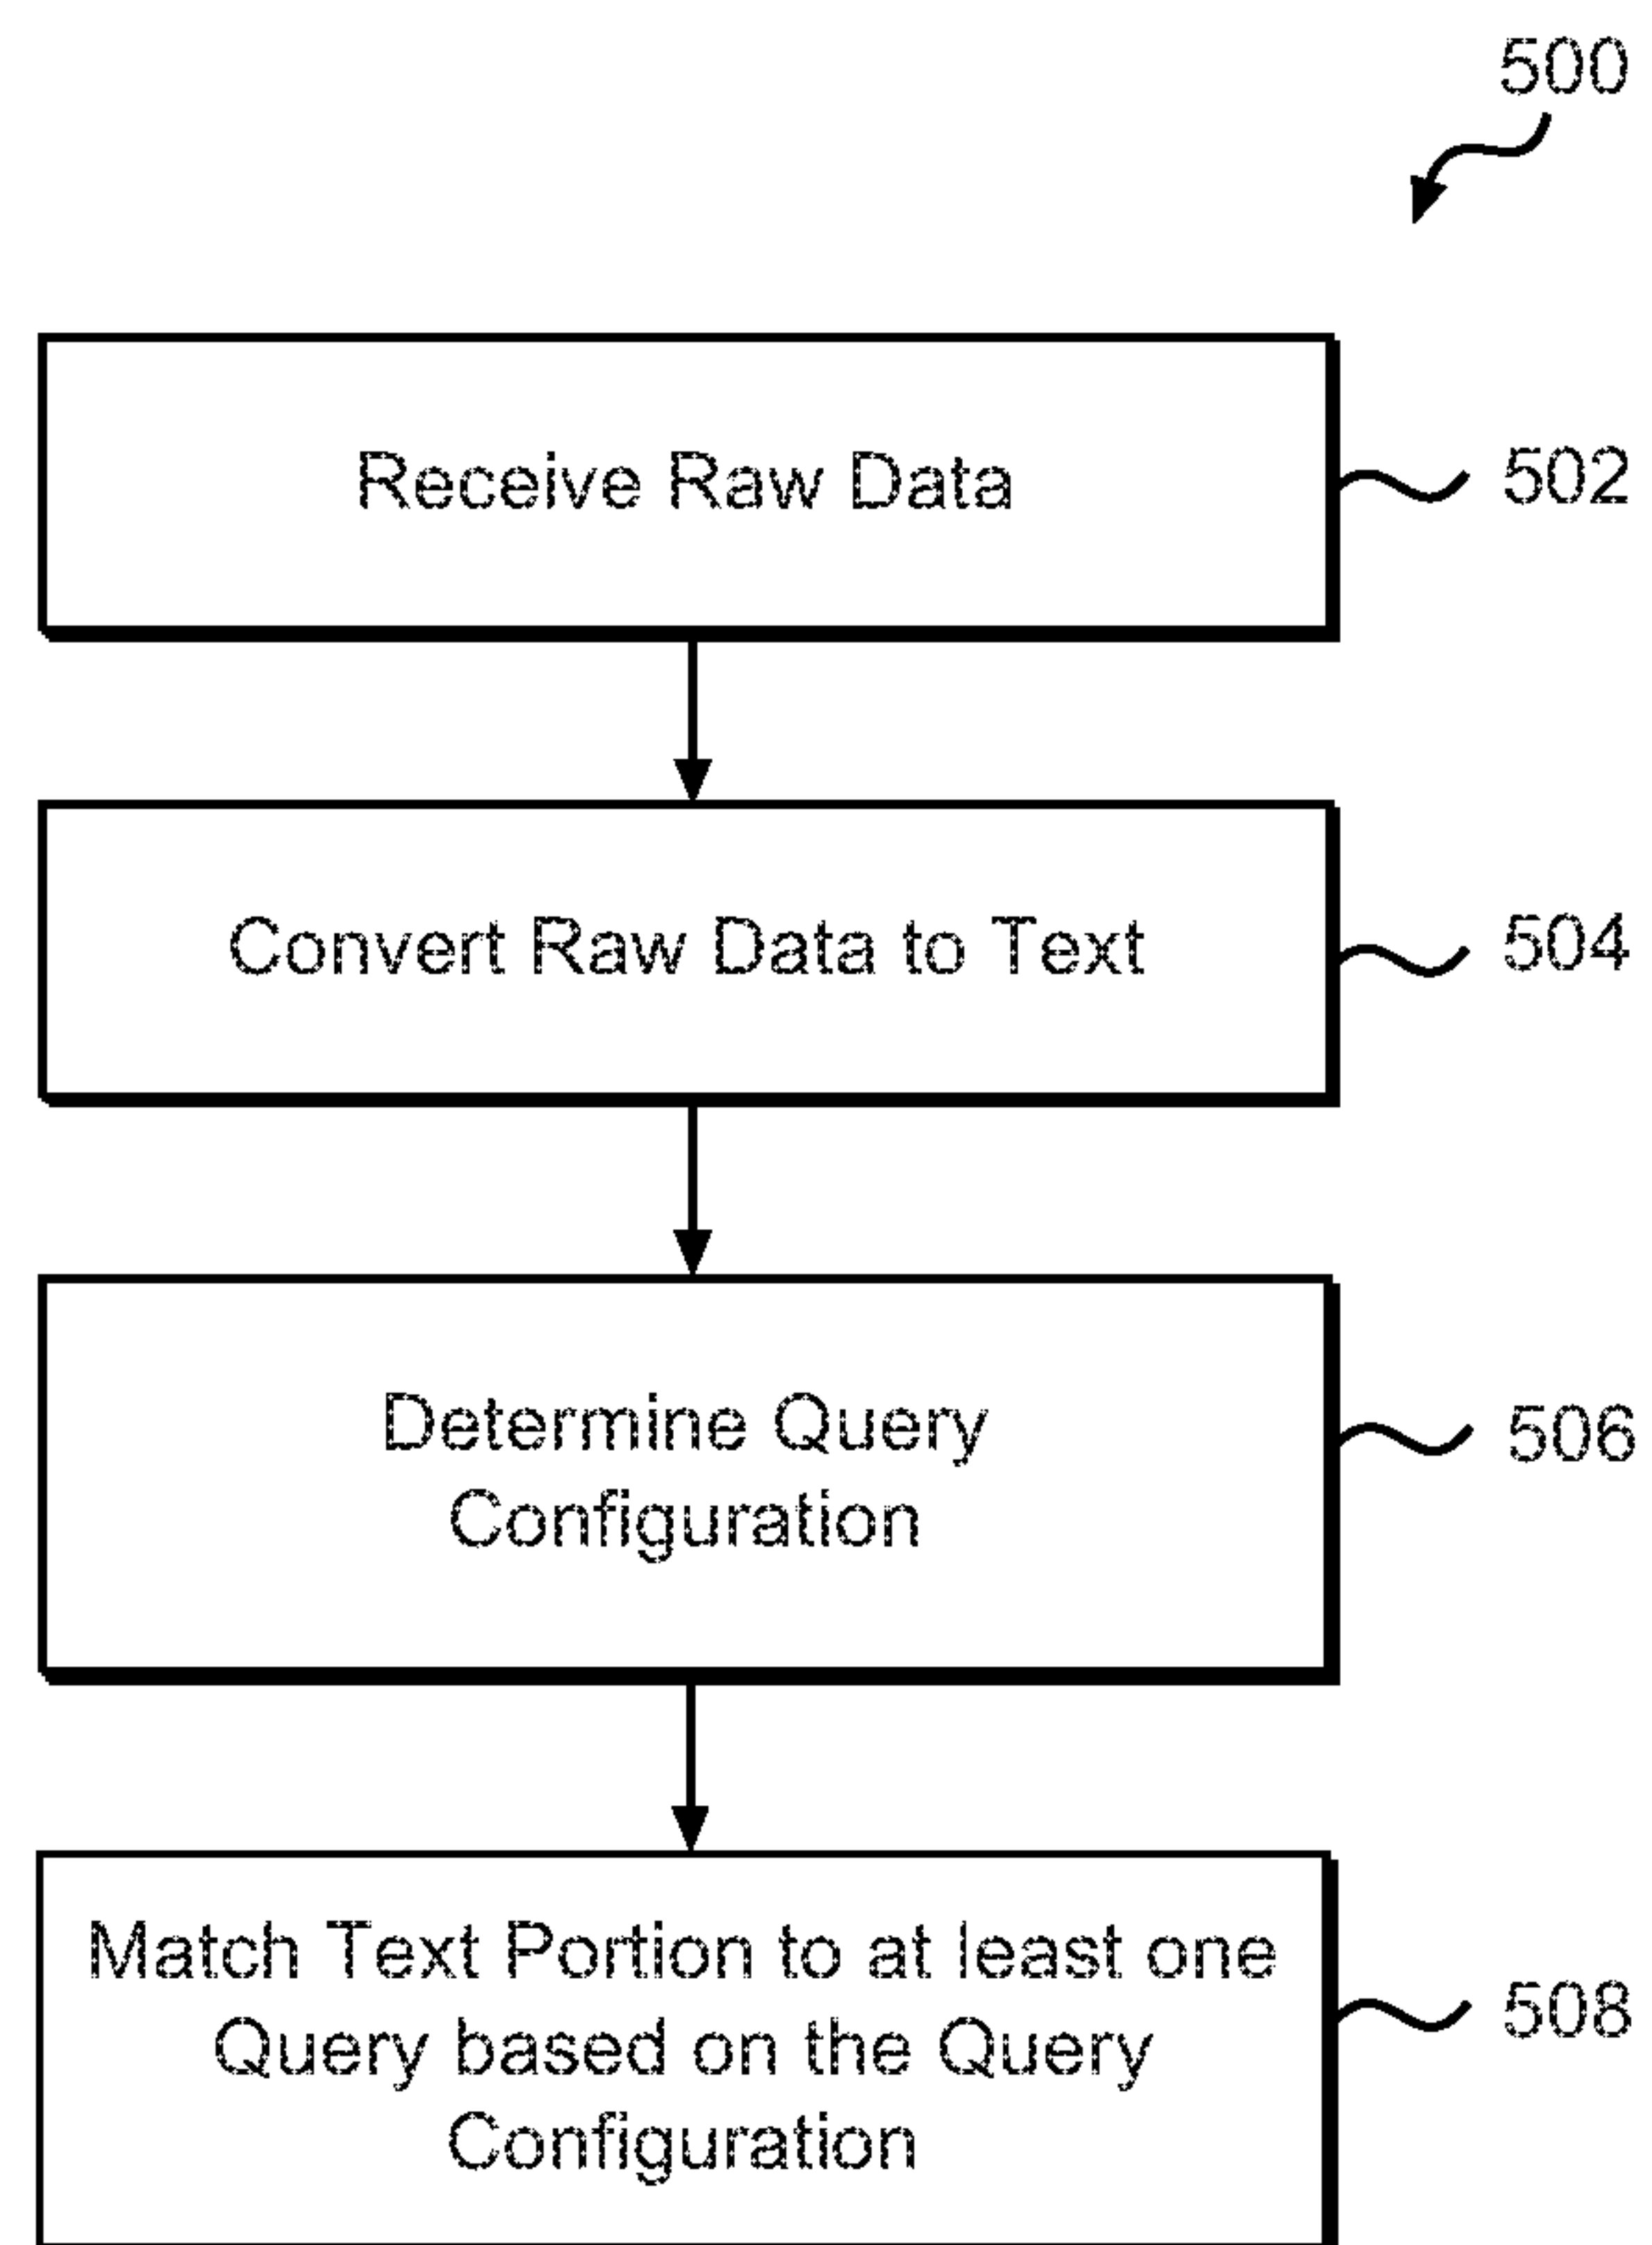 500
Receive Raw Data
502
Convert Raw Data to Text
504
Determine Query
Configuration
506
Match Text Portion to at least one
Query based on the Query
Configuration
508